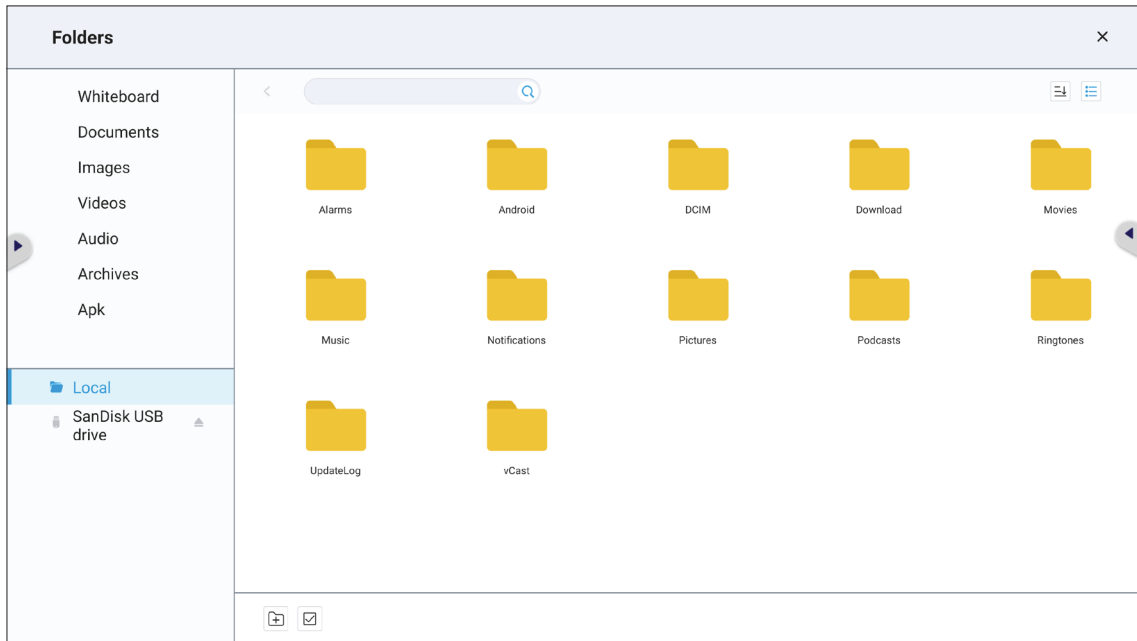 Folders
Whiteboard
Documents
Images
Videos
Audio
Archives
Apk
Local
SanDisk USB
drive
Alarms
Android
DCIM
Download
Movies
Music
Notifications
Pictures
Podcasts
Ringtones
UpdateLog
vCast